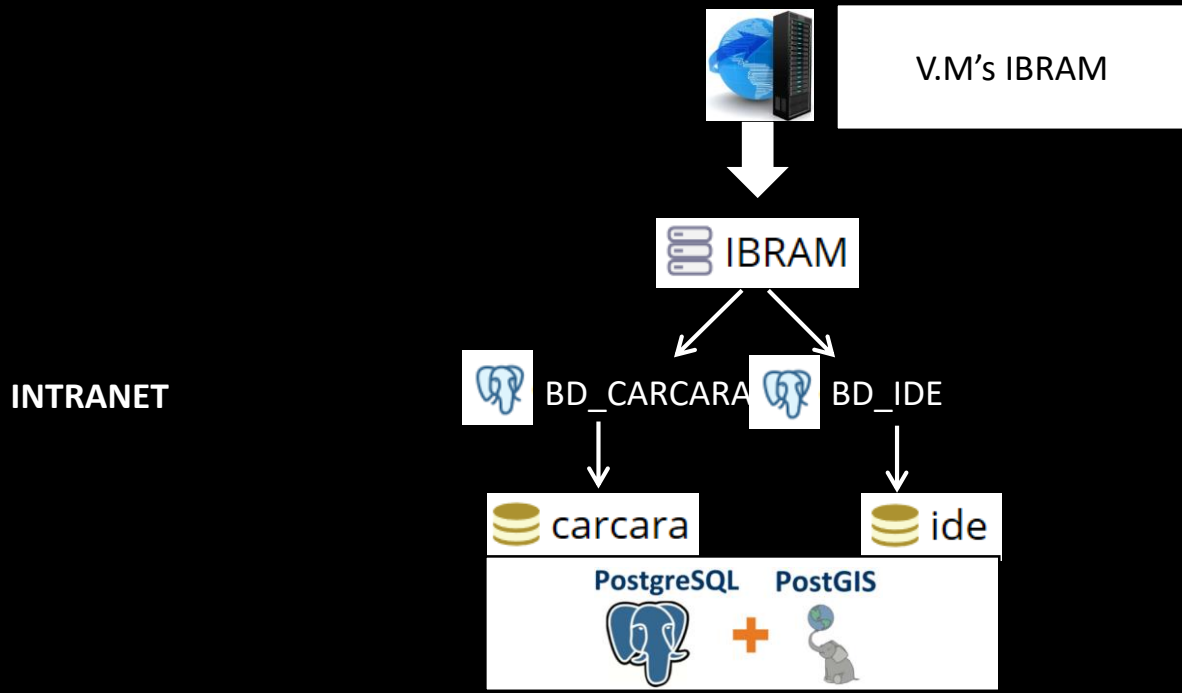 V.M’s IBRAM
IBRAM
INTRANET
BD_CARCARA
BD_IDE
carcara
ide
PostgreSQL
PostGIS